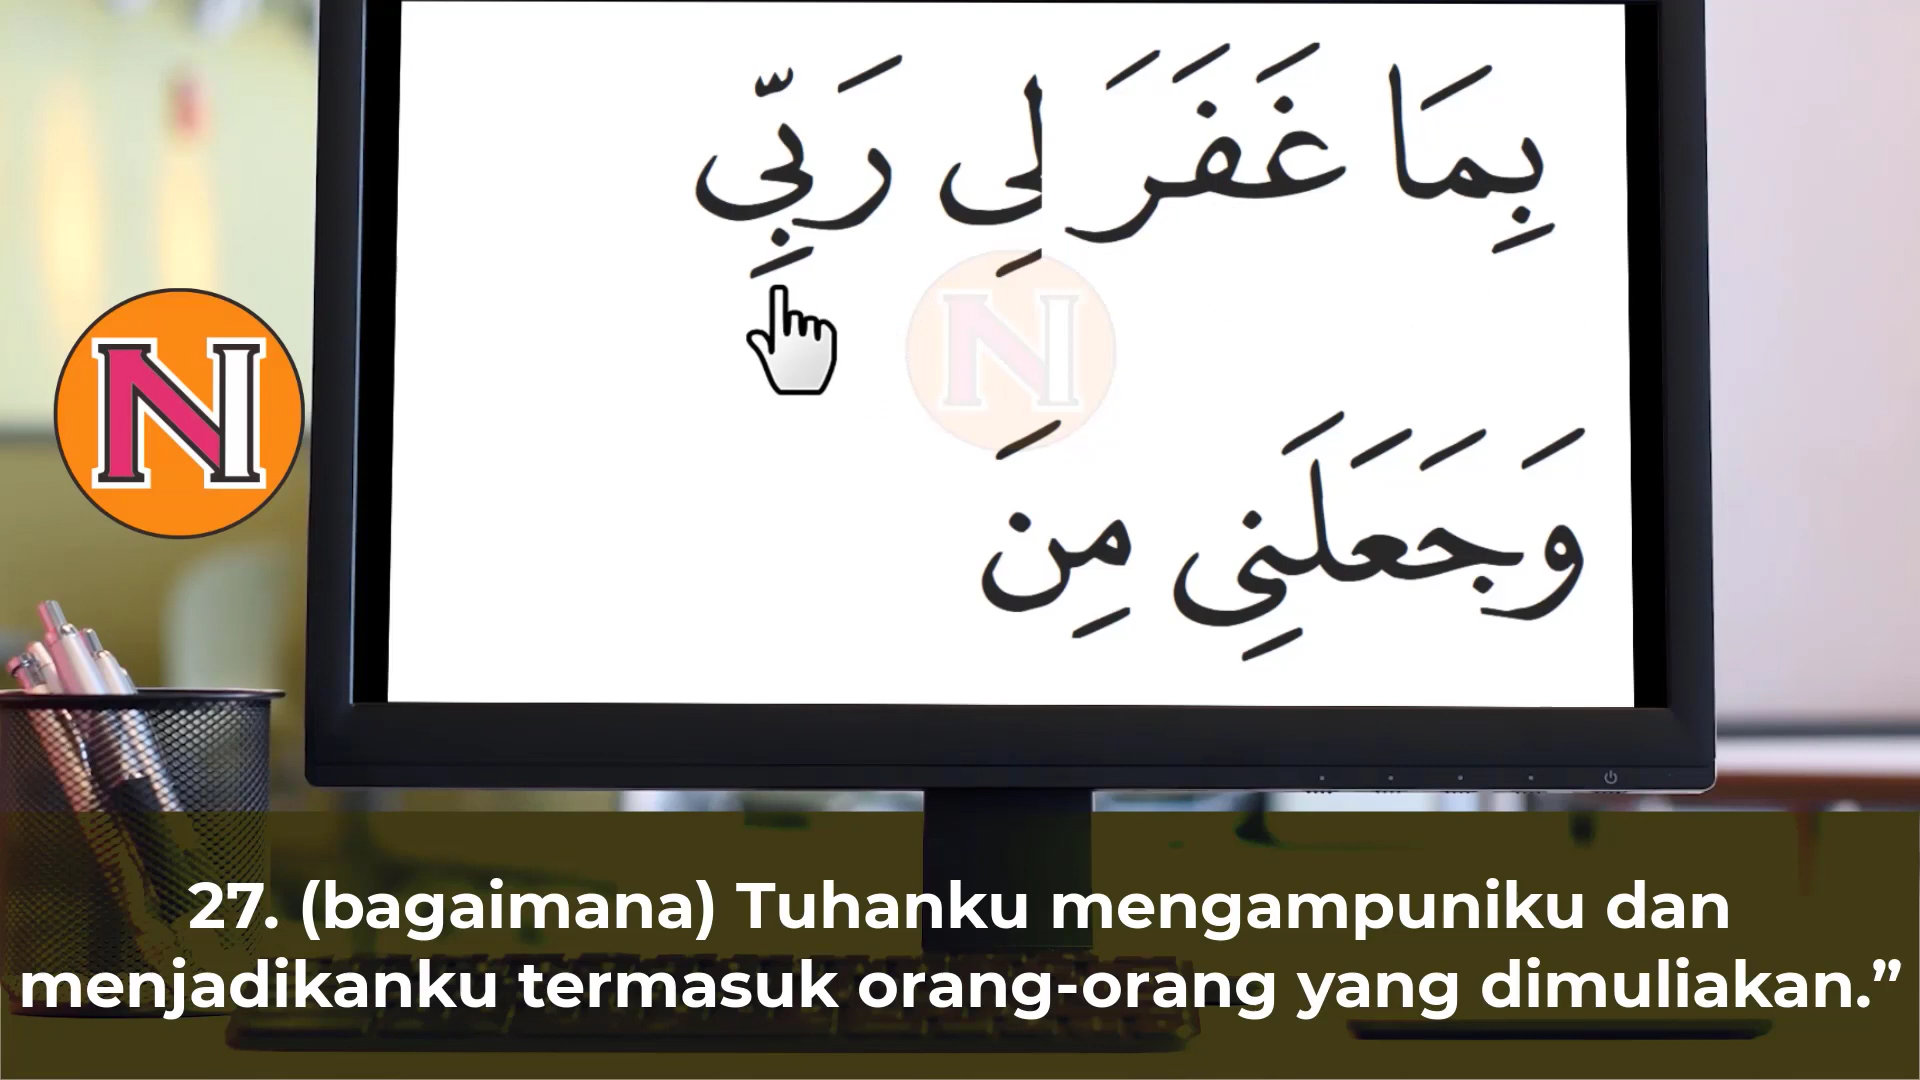 بِمَا غَفَرَ لِي رَبِّي
وَجَعَلَنِي مِنَ
N
N
27. (bagaimana) Tuhanku mengampuniku dan
menjadikanku termasuk orang-orang yang dimuliakan.”